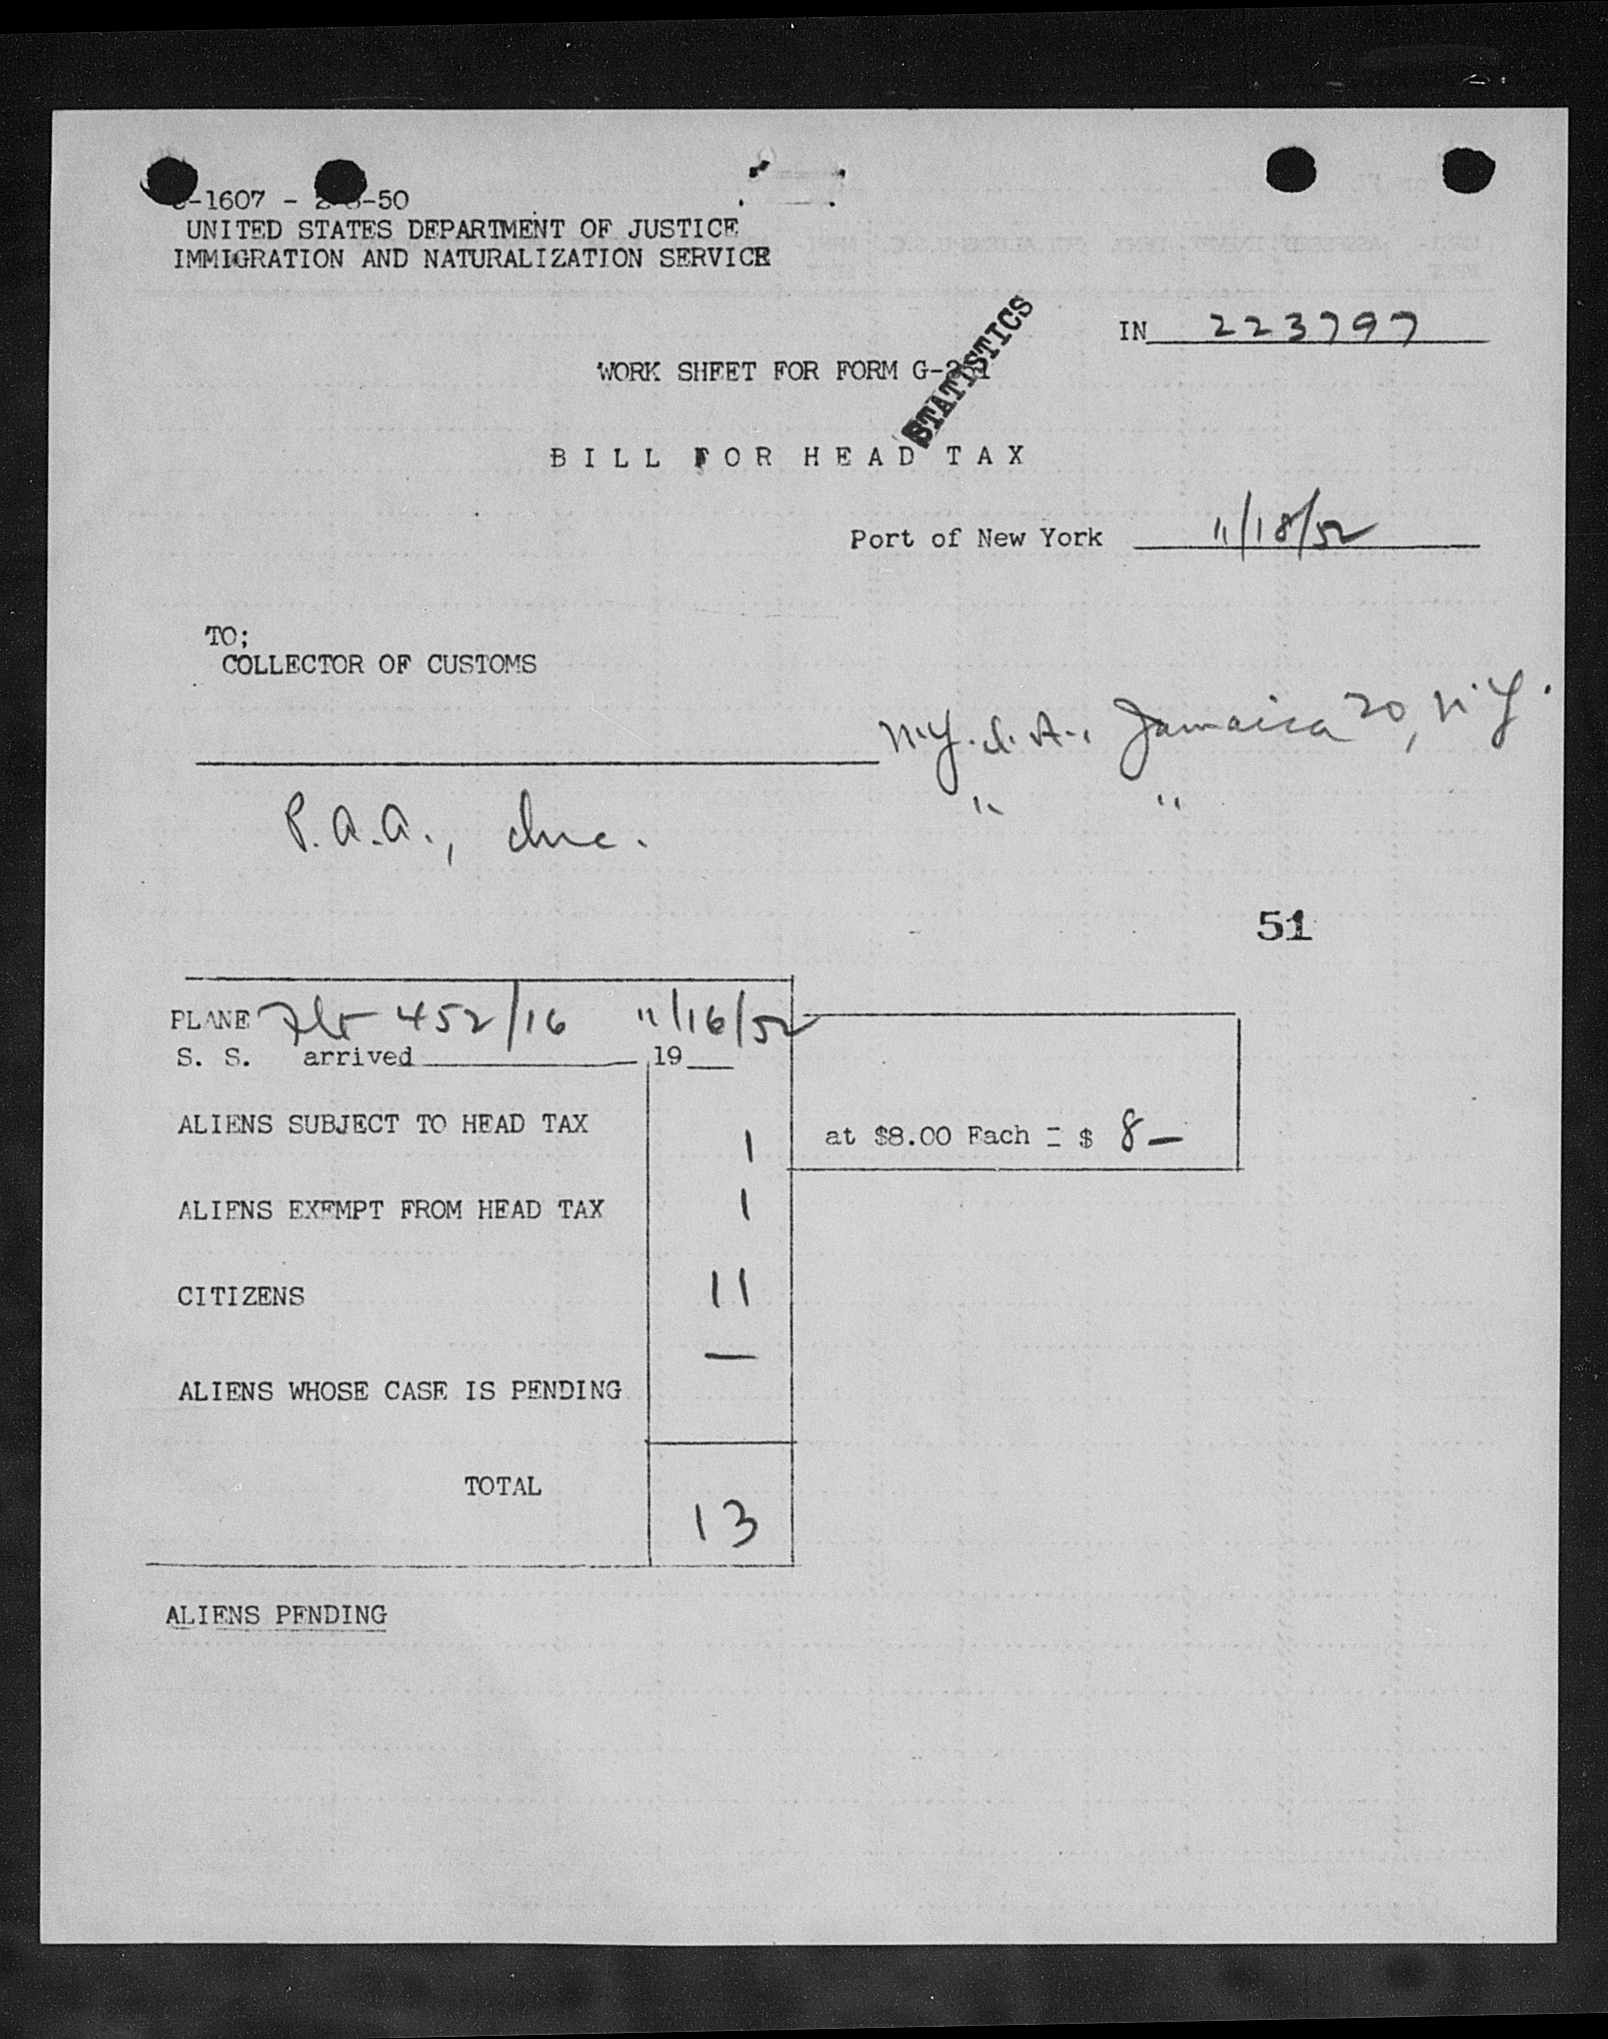 -1607 - -50
UNITED STATES DEPARTMENT OF JUSTICE
IMMIGRATION AND NATURALIZATION SERVICE
IN 223797
STATISTICS
WORK SHEET FOR FORM
BILL FOR HEAD TAX
Port of New York 11/18/52
TO;
COLLECTOR OF CUSTOMS
N.Y.I.A., Jamaica 30, N.Y.
P.A.A., Inc. " "
51
PLANE Flt 452/16 11/16/52
S. S. arrived 19
ALIENS SUBJECT TO HEAD TAX 1 at $8.00 Each = $ 8—
ALIENS EXEMPT FROM HEAD TAX 1
CITIZENS 11
ALIENS WHOSE CASE IS PENDING —
TOTAL 13
ALIENS PENDING